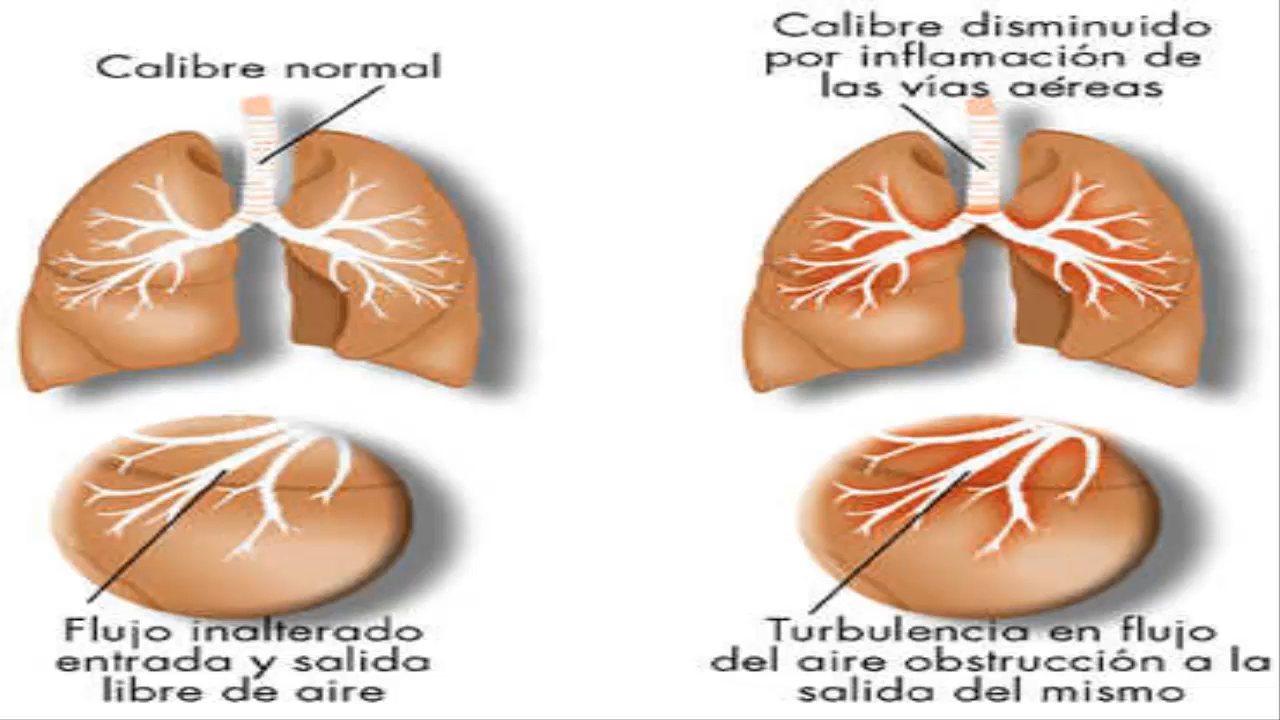 Calibre normal
Calibre disminuido
por inflamación de
las vías aéreas
Flujo inalterado
entrada y salida
libre de aire
Turbulencia en flujo
del aire obstrucción a la
salida del mismo